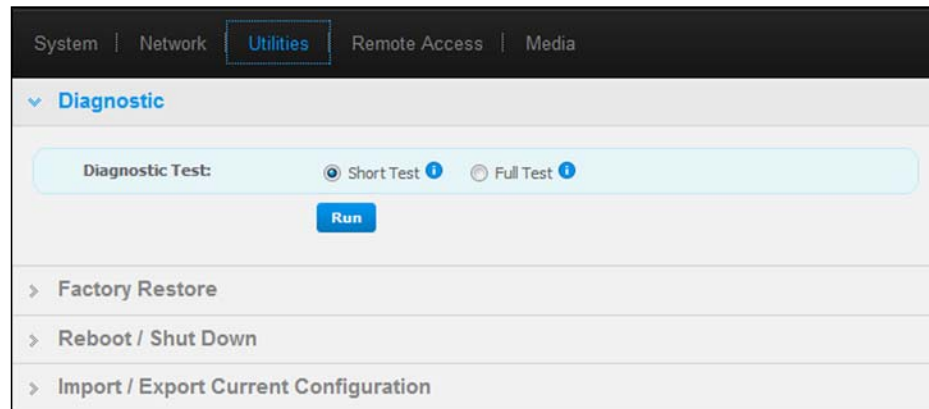 System | Network | Utilities | Remote Access | Media
Diagnostic
Diagnostic Test: Short Test Full Test
Run
Factory Restore
Reboot / Shut Down
Import / Export Current Configuration